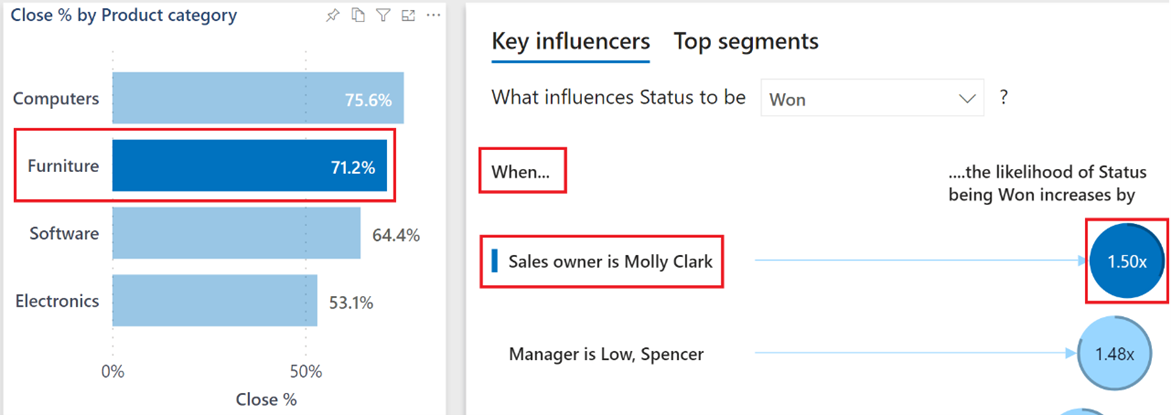 Close % by Product category
Computers
75.6%
Furniture
71.2%
Software
64.4%
Electronics
53.1%
0%
50%
Close %
Key influencers
Top segments
What influences Status to be
Won
?
When...
....the likelihood of Status
being Won increases by
Sales owner is Molly Clark
1.50x
Manager is Low, Spencer
1.48x